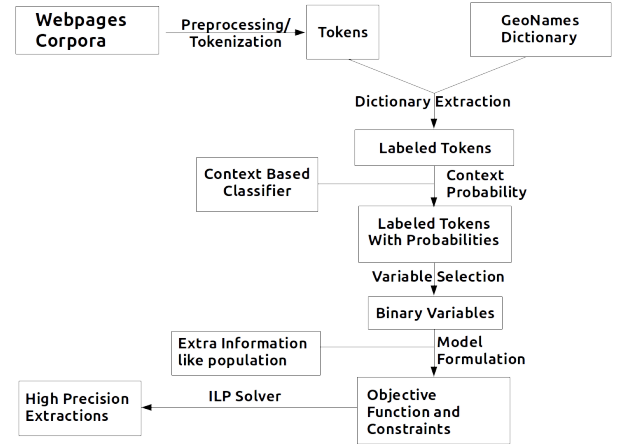 Webpages
Corpora
Preprocessing/
Tokenization
Tokens
GeoNames
Dictionary
Dictionary Extraction
Labeled Tokens
Context Based
Classifier
Context
Probability
Labeled Tokens
With Probabilities
Variable Selection
Binary Variables
Extra Information
like population
Model
Formulation
High Precision
Extractions
ILP Solver
Objective
Function and
Constraints